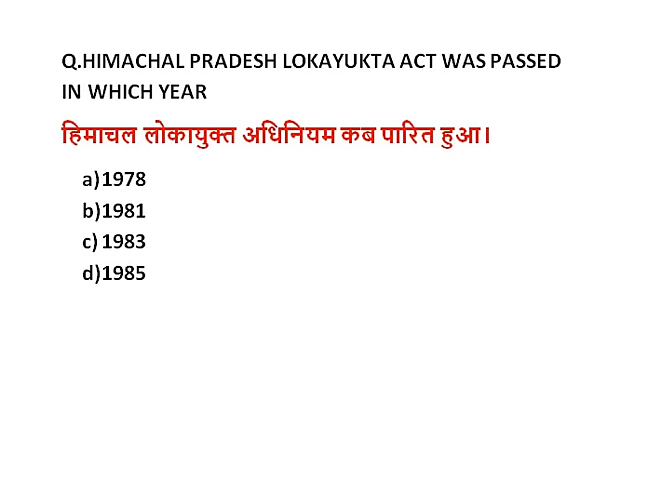 Q.HIMACHAL PRADESH LOKAYUKTA ACT WAS PASSED
IN WHICH YEAR
हिमाचल लोकायुक्त अधिनियम कब पारित हुआ।
a)1978
b)1981
c) 1983
d)1985